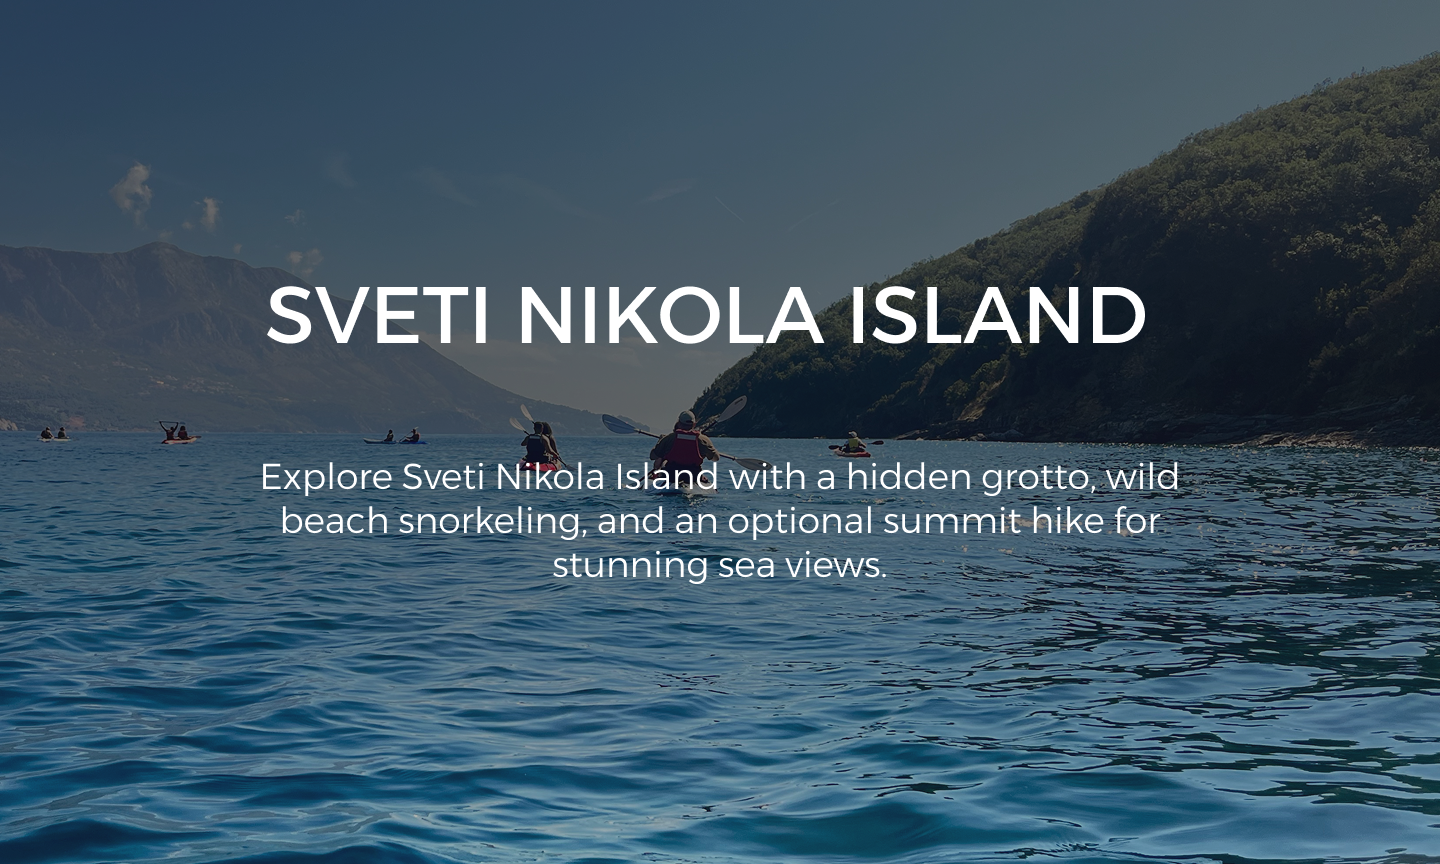 SVETI NIKOLA ISLAND
Explore Sveti Nikola Island with a hidden grotto, wild
beach snorkeling, and an optional summit hike for
stunning sea views.